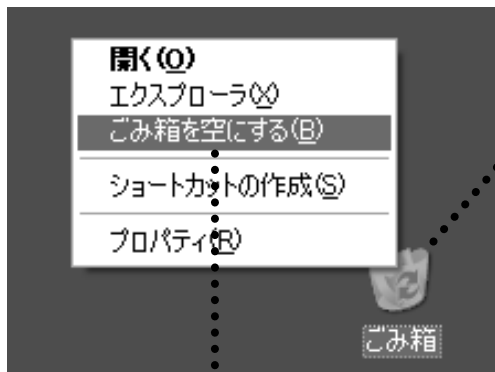 開く(O)
エクスプローラ(X)
ごみ箱を空にする(B)
ショートカットの作成(S)
プロパティ(R)
ごみ箱